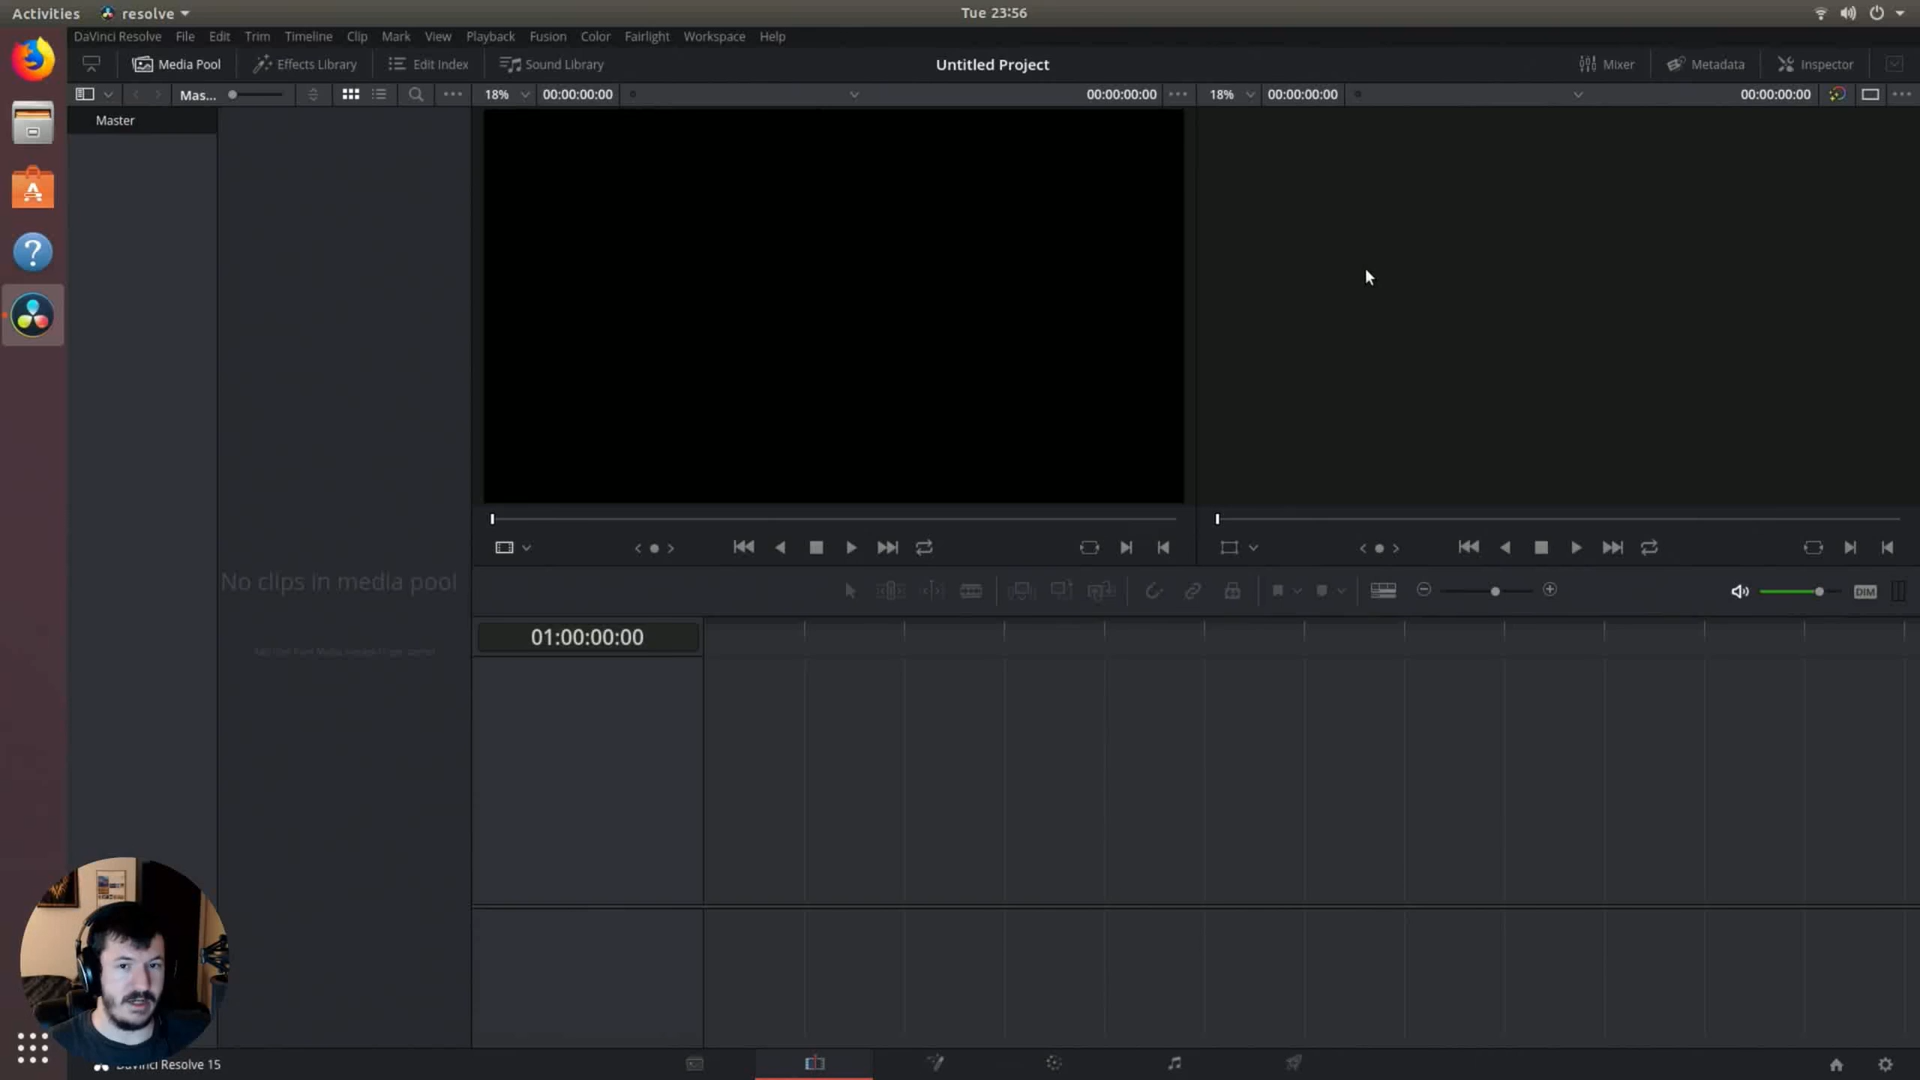 Activities resolve Tue 23:56
DaVinci Resolve File Edit Trim Timeline Clip Mark View Playback Fusion Color Fairlight Workspace Help
Media Pool Effects Library Edit Index Sound Library Untitled Project Mixer Metadata Inspector
Mas... 18% 00:00:00:00 00:00:00:00 18% 00:00:00:00 00:00:00:00
Master
No clips in media pool
DIM
01:00:00:00
DaVinci Resolve 15